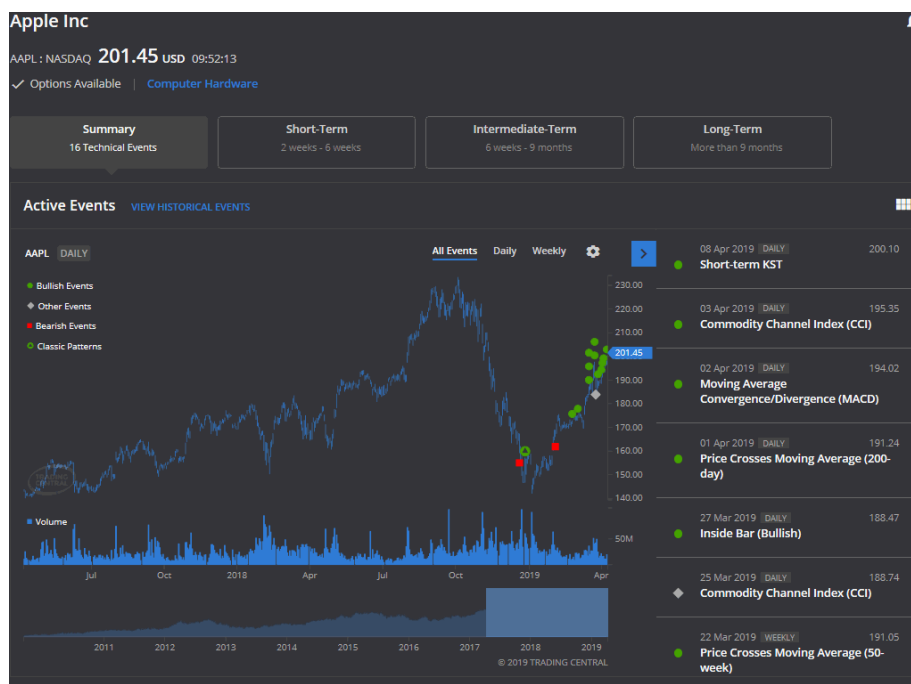 Apple Inc
AAPL : NASDAQ 201.45 USD 09:52:13
Options Available | Computer Hardware
Summary
16 Technical Events
Short-Term
2 weeks - 6 weeks
Intermediate-Term
6 weeks - 9 months
Long-Term
More than 9 months
Active Events VIEW HISTORICAL EVENTS
AAPL DAILY
All Events Daily Weekly
Bullish Events
Other Events
Bearish Events
Classic Patterns
230.00
220.00
210.00
201.45
190.00
180.00
170.00
160.00
150.00
140.00
TRADING
CENTRAL
Volume
50M
Jul Oct 2018 Apr Jul Oct 2019 Apr
2011 2012 2013 2014 2015 2016 2017 2018 2019
© 2019 TRADING CENTRAL
08 Apr 2019 DAILY 200.10
Short-term KST
03 Apr 2019 DAILY 195.35
Commodity Channel Index (CCI)
02 Apr 2019 DAILY 194.02
Moving Average
Convergence/Divergence (MACD)
01 Apr 2019 DAILY 191.24
Price Crosses Moving Average (200-
day)
27 Mar 2019 DAILY 188.47
Inside Bar (Bullish)
25 Mar 2019 DAILY 188.74
Commodity Channel Index (CCI)
22 Mar 2019 WEEKLY 191.05
Price Crosses Moving Average (50-
week)